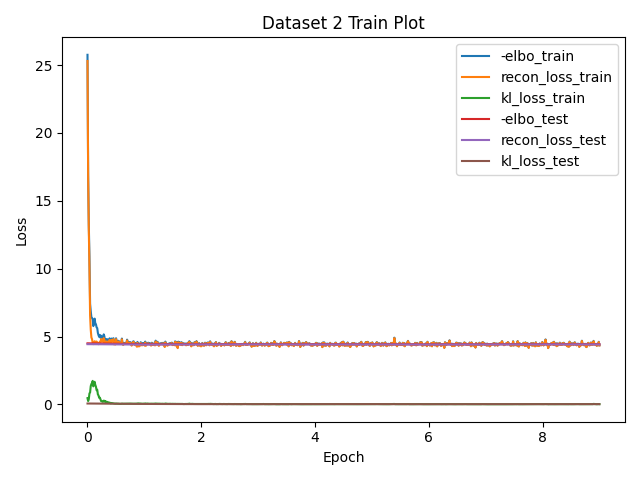 Dataset 2 Train Plot
-elbo_train
recon_loss_train
kl_loss_train
-elbo_test
recon_loss_test
kl_loss_test
25
20
15
10
5
0
Loss
0 2 4 6 8
Epoch